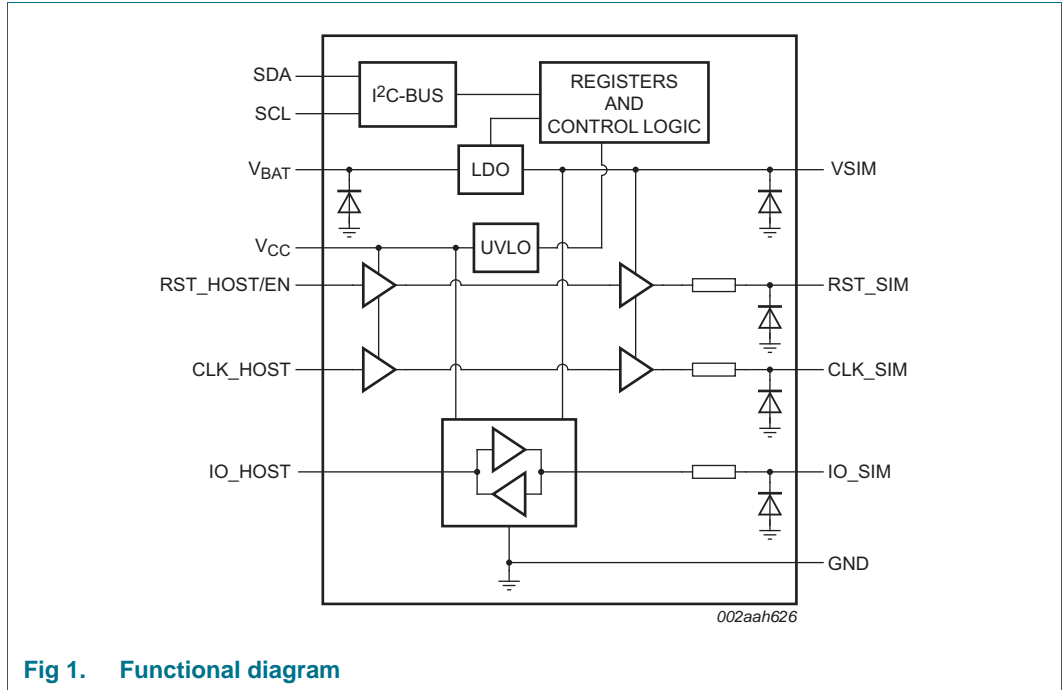 SDA
SCL
I2C-BUS
REGISTERS
AND
CONTROL LOGIC
VBAT
LDO
VSIM
VCC
UVLO
RST_HOST/EN
RST_SIM
CLK_HOST
CLK_SIM
IO_HOST
IO_SIM
GND
002aah626
Fig 1. Functional diagram